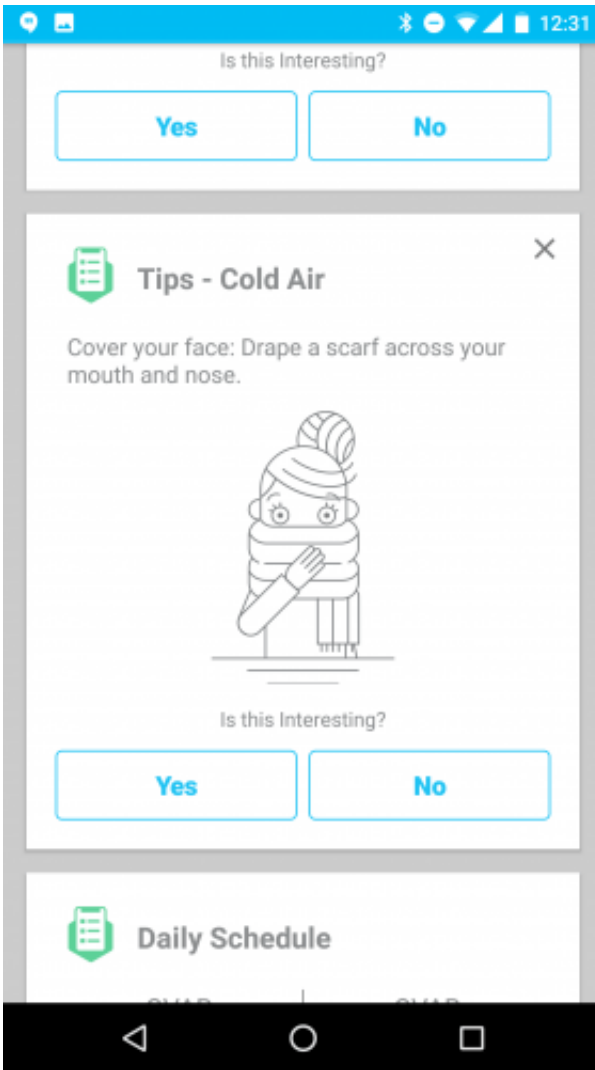 12:31
Is this Interesting?
Yes No
Tips - Cold Air
Cover your face: Drape a scarf across your
mouth and nose.
Is this Interesting?
Yes No
Daily Schedule